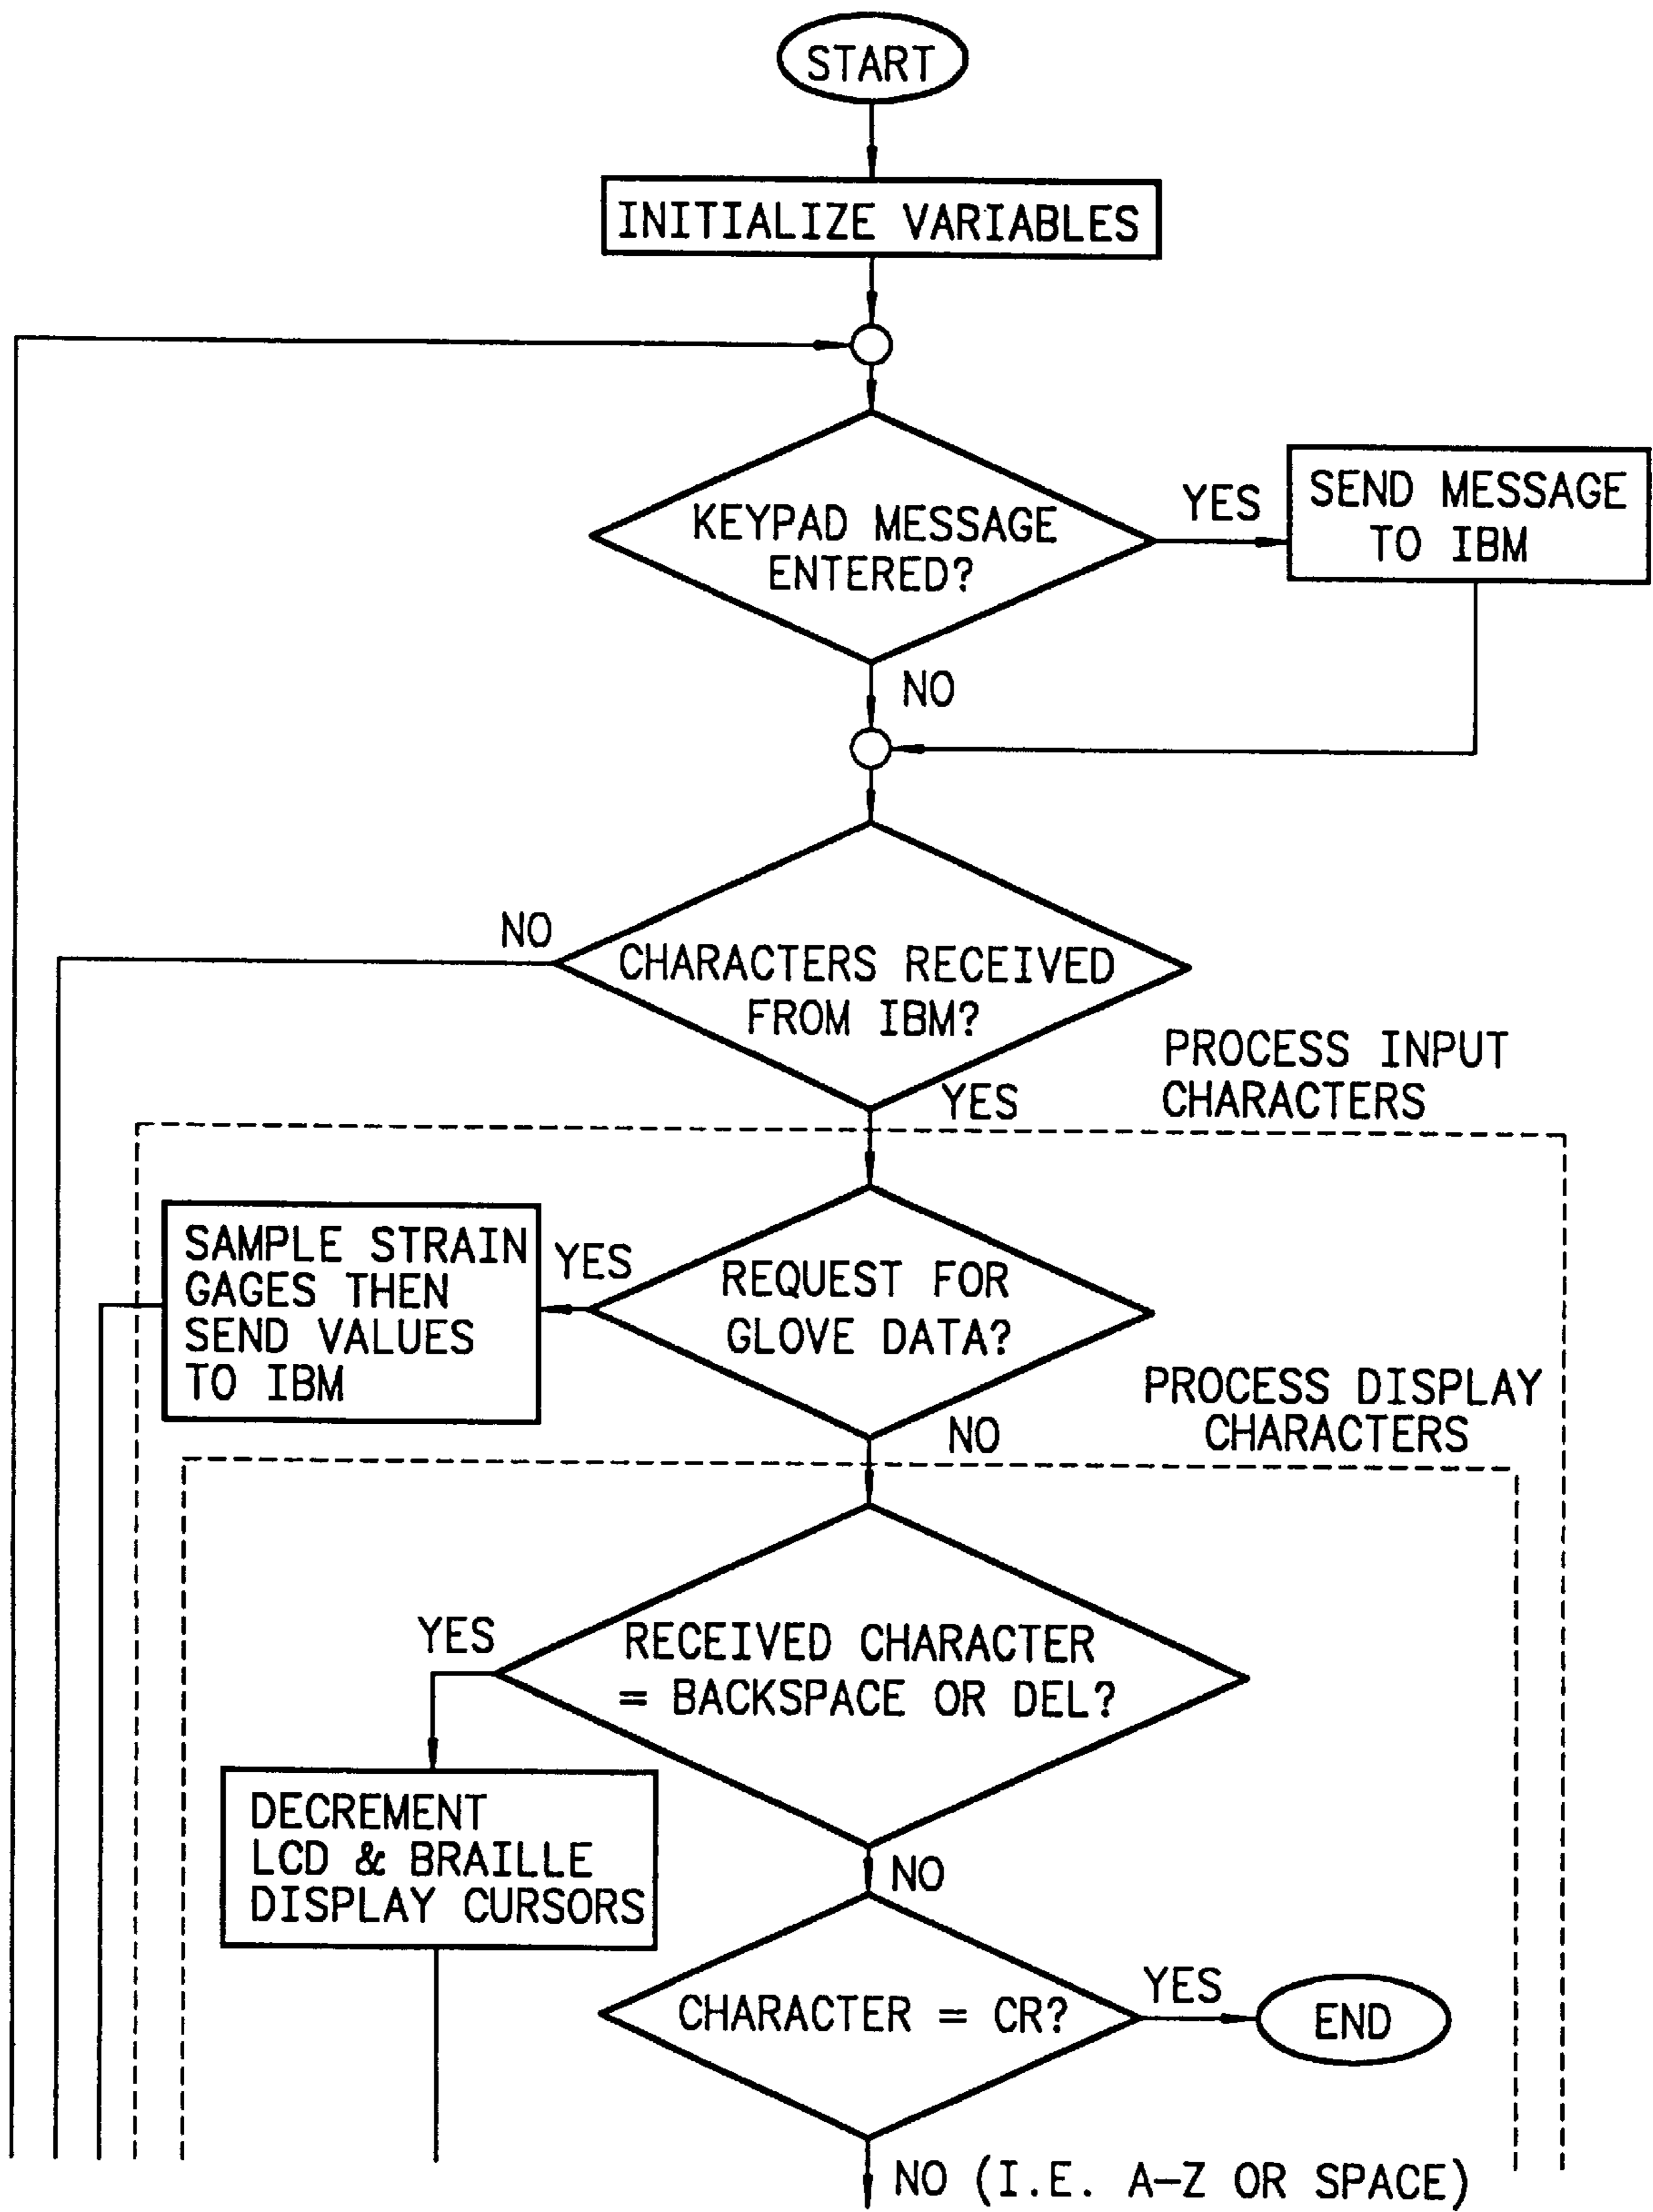 START
INITIALIZE VARIABLES
KEYPAD MESSAGE
ENTERED?
YES
SEND MESSAGE
TO IBM
NO
NO
CHARACTERS RECEIVED
FROM IBM?
YES
PROCESS INPUT
CHARACTERS
SAMPLE STRAIN
GAGES THEN
SEND VALUES
TO IBM
YES
REQUEST FOR
GLOVE DATA?
NO
PROCESS DISPLAY
CHARACTERS
YES
RECEIVED CHARACTER
= BACKSPACE OR DEL?
DECREMENT
LCD & BRAILLE
DISPLAY CURSORS
NO
CHARACTER = CR?
YES
END
NO (I.E. A-Z OR SPACE)